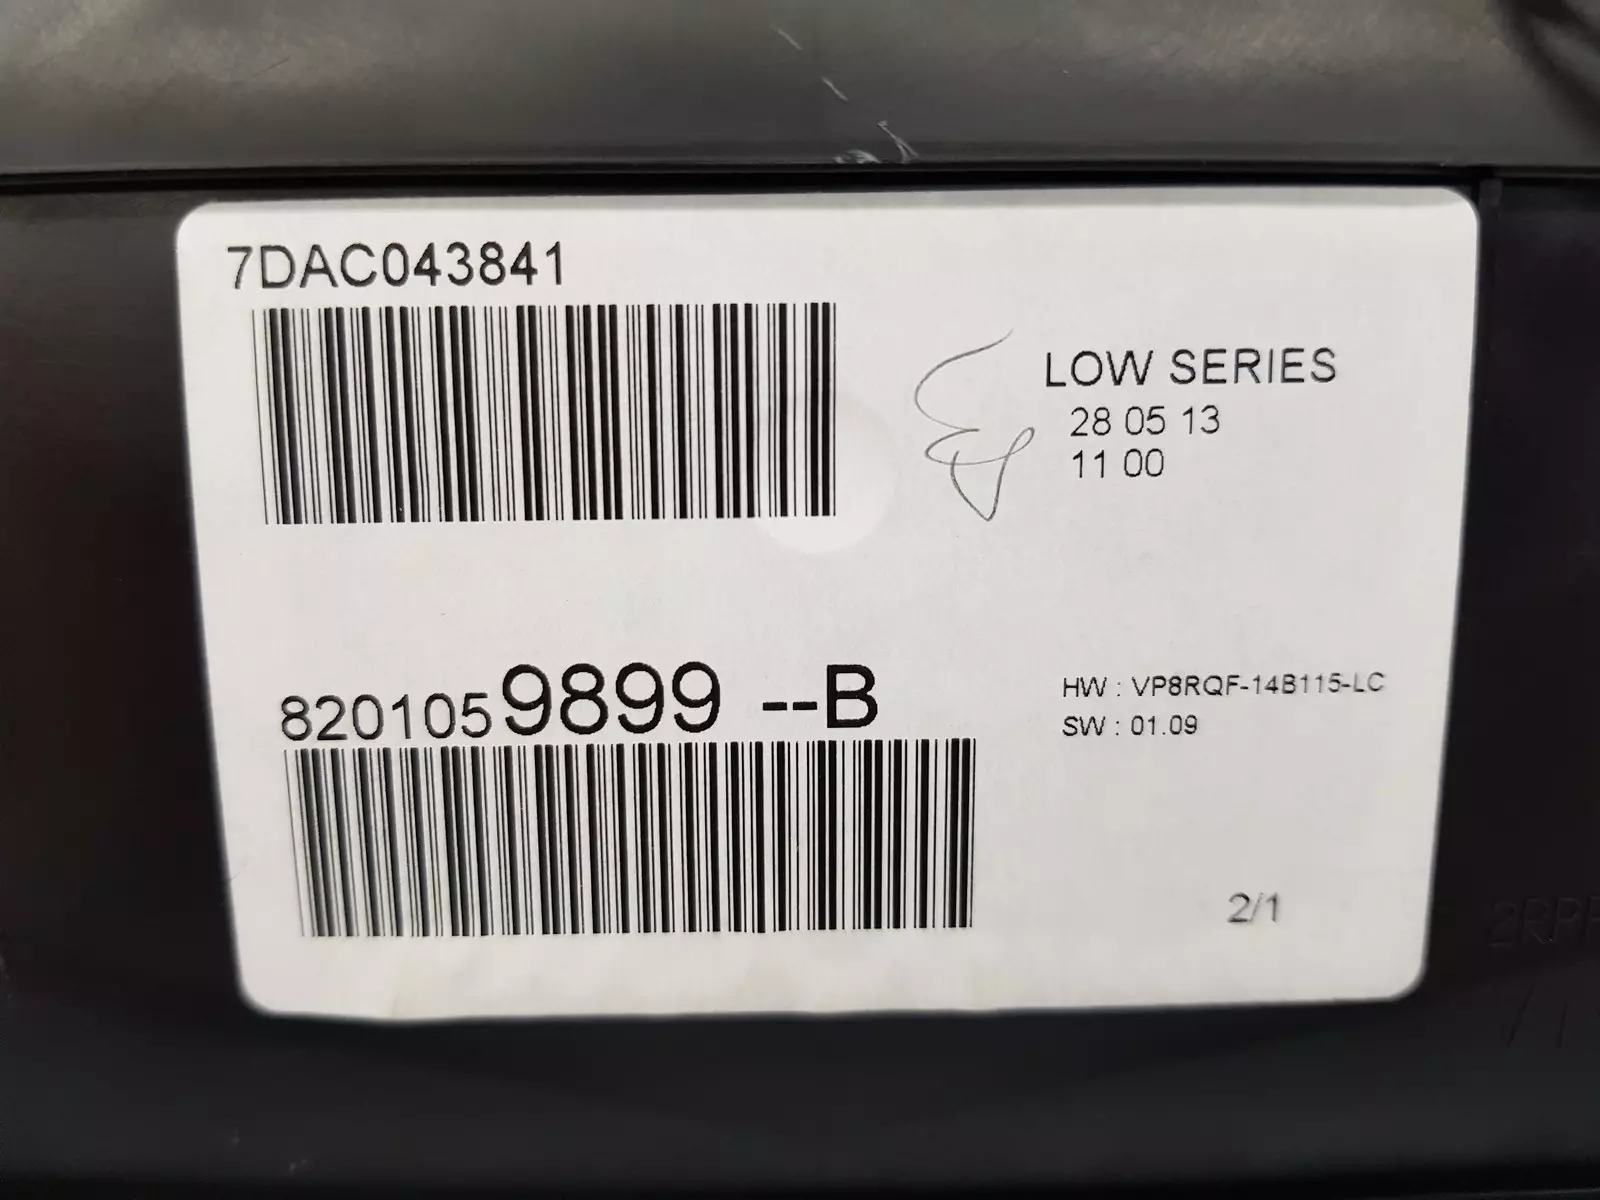 7DAC043841
LOW SERIES
28 05 13
11 00
8201059899 --B
HW : VP8RQF-14B115-LC
SW : 01.09
2/1